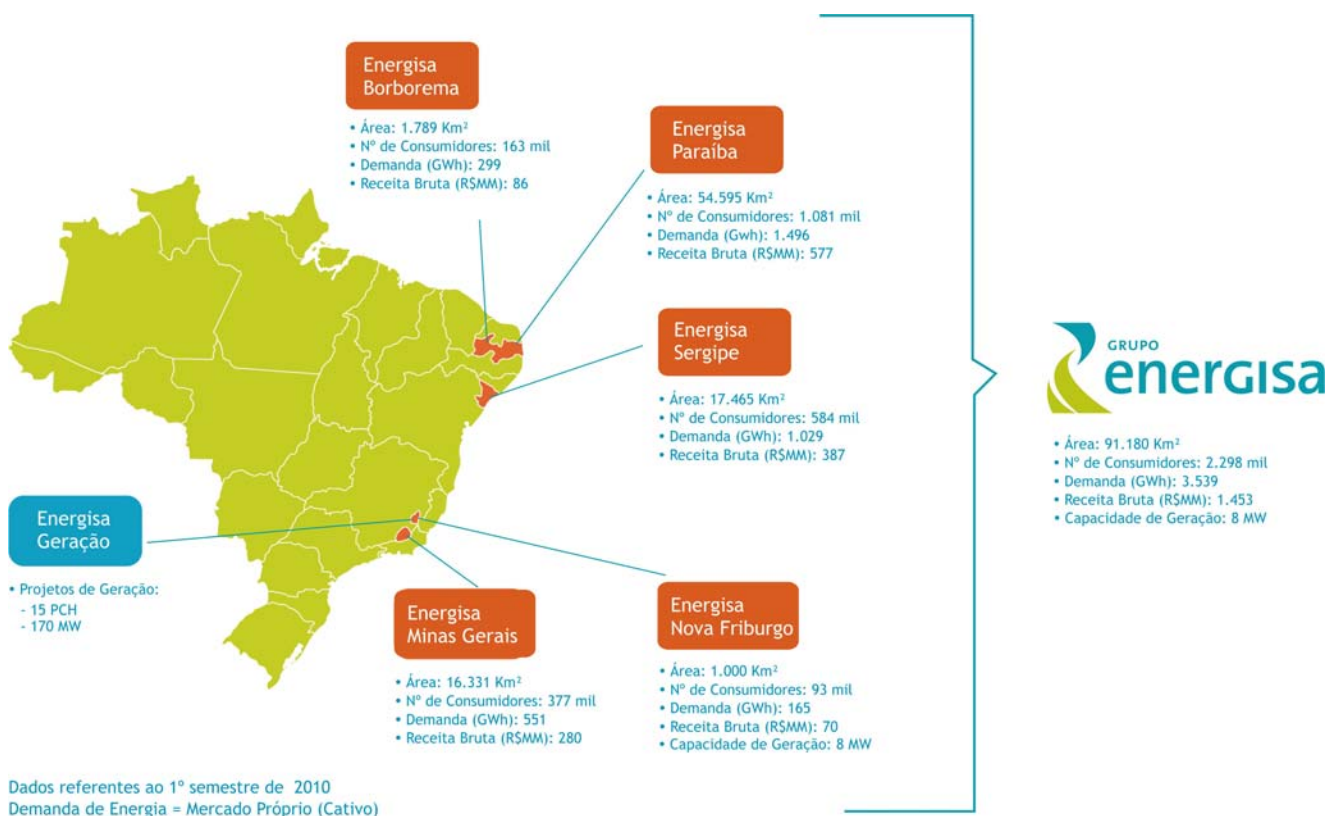 Energisa
Borborema
• Área: 1.789 Km²
• Nº de Consumidores: 163 mil
• Demanda (GWh): 299
• Receita Bruta (R$MM): 86
Energisa
Paraíba
• Área: 54.595 Km²
• Nº de Consumidores: 1.081 mil
• Demanda (Gwh): 1.496
• Receita Bruta (R$MM): 577
Energisa
Sergipe
• Área: 17.465 Km²
• Nº de Consumidores: 584 mil
• Demanda (GWh): 1.029
• Receita Bruta (R$MM): 387
GRUPO
energisa
• Área: 91.180 Km²
• Nº de Consumidores: 2.298 mil
• Demanda (GWh): 3.539
• Receita Bruta (R$MM): 1.453
• Capacidade de Geração: 8 MW
Energisa
Geração
• Projetos de Geração:
- 15 PCH
- 170 MW
Energisa
Minas Gerais
• Área: 16.331 Km²
• Nº de Consumidores: 377 mil
• Demanda (GWh): 551
• Receita Bruta (R$MM): 280
Energisa
Nova Friburgo
• Área: 1.000 Km²
• Nº de Consumidores: 93 mil
• Demanda (GWh): 165
• Receita Bruta (R$MM): 70
• Capacidade de Geração: 8 MW
Dados referentes ao 1º semestre de 2010
Demanda de Energia = Mercado Próprio (Cativo)